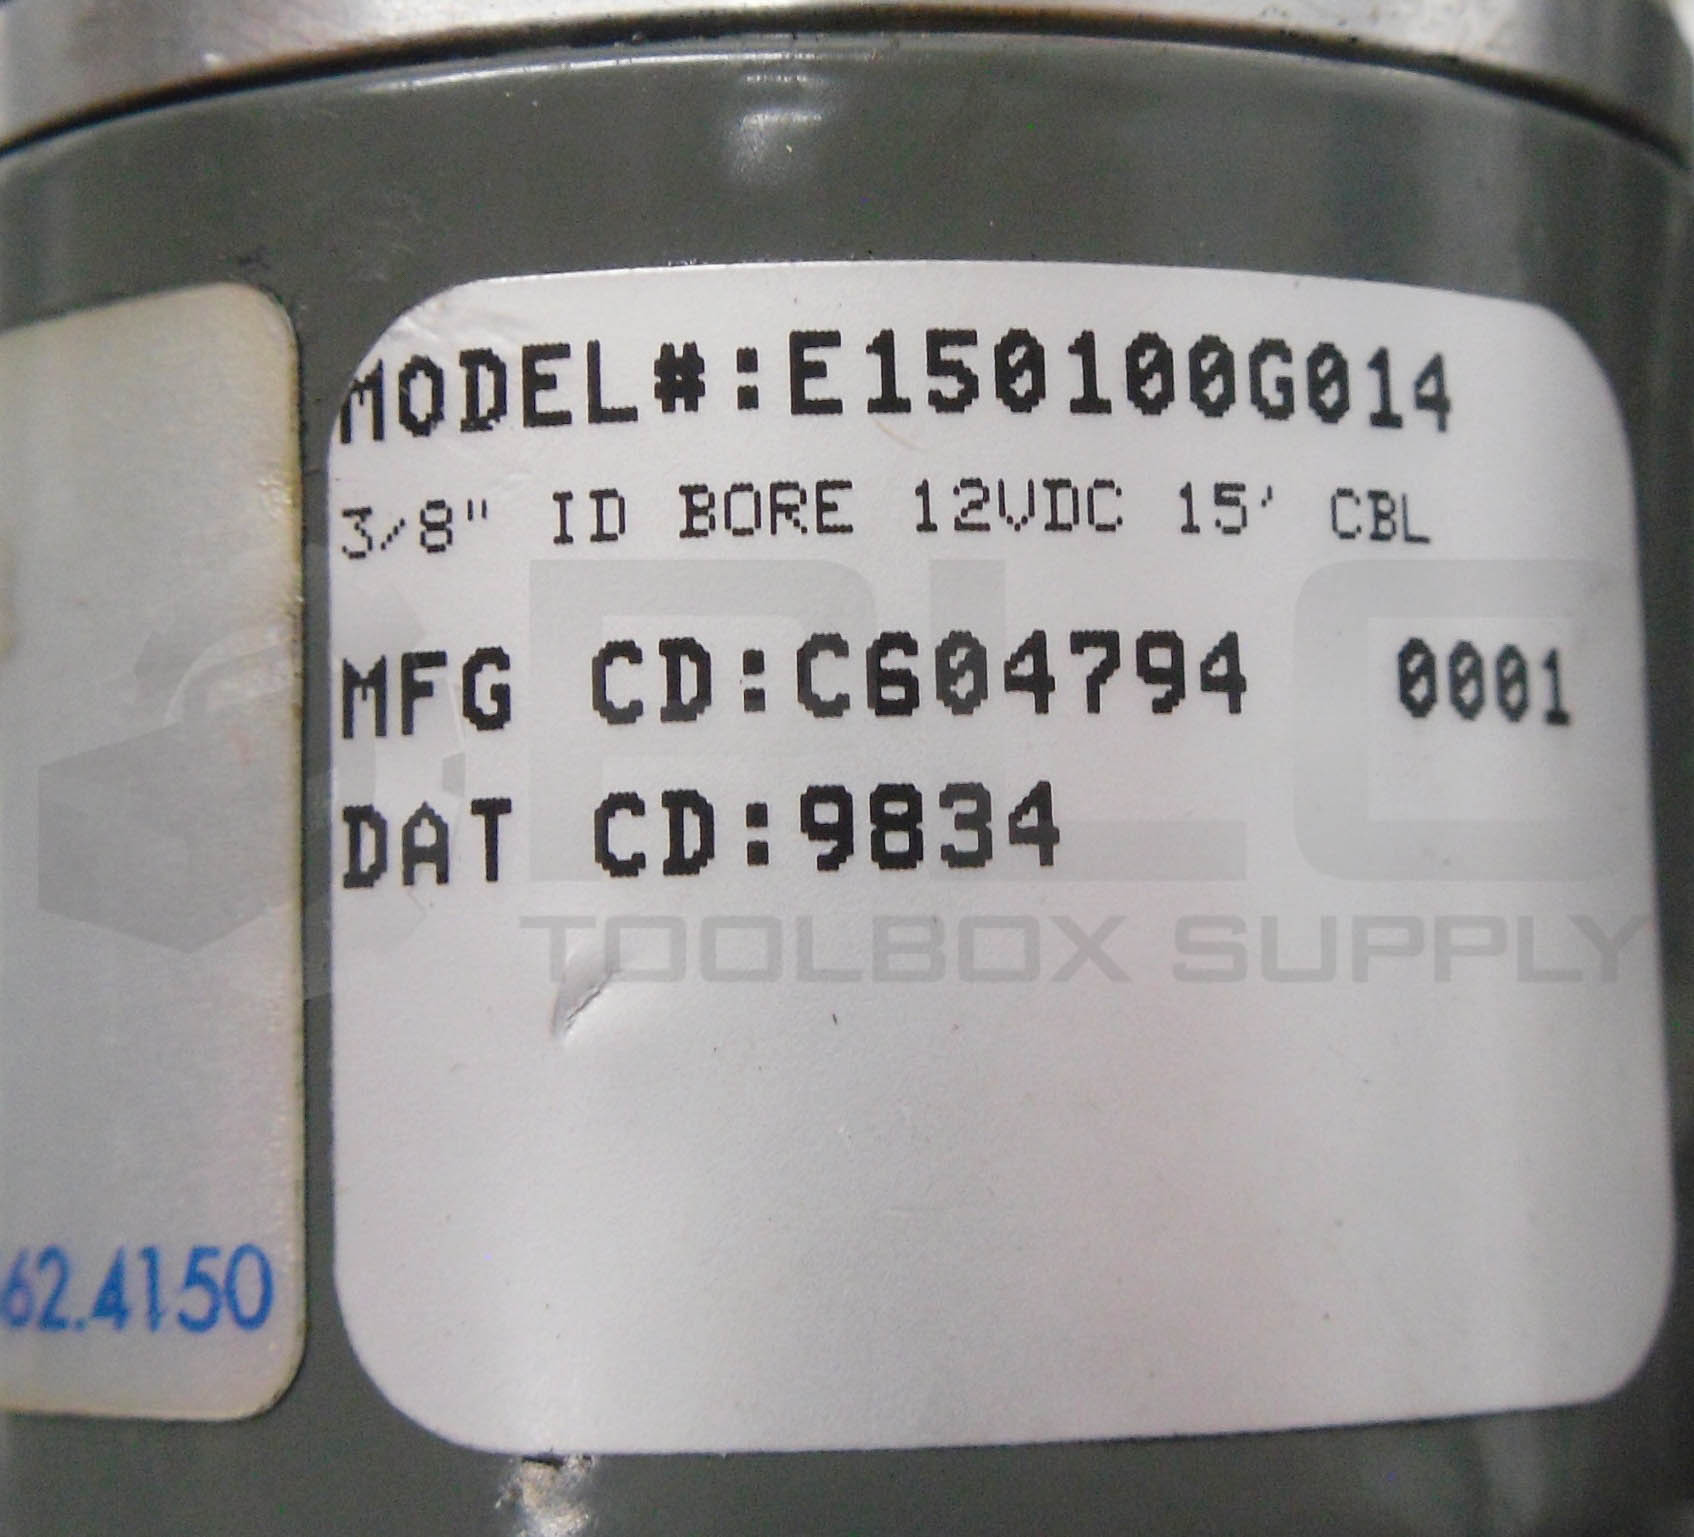 MODEL#:E150100G014
3/8" ID BORE 12VDC 15' CBL
MFG CD:C604794 0001
DAT CD:9834
PLC
TOOLBOX SUPPLY
62.4150